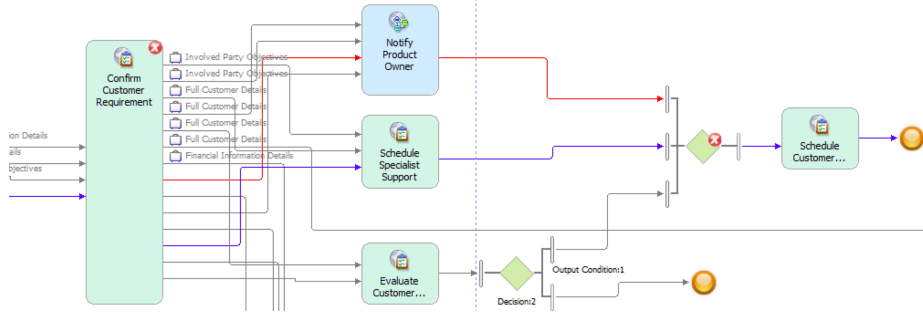 Notify
Product
Owner
Involved Party Objectives
Involved Party Objectives
Full Customer Details
Full Customer Details
Full Customer Details
Full Customer Details
Financial Information Details
Confirm
Customer
Requirement
ion Details
ails
bjectives
Schedule
Specialist
Support
Schedule
Customer...
Evaluate
Customer...
Output Condition:1
Decision:2